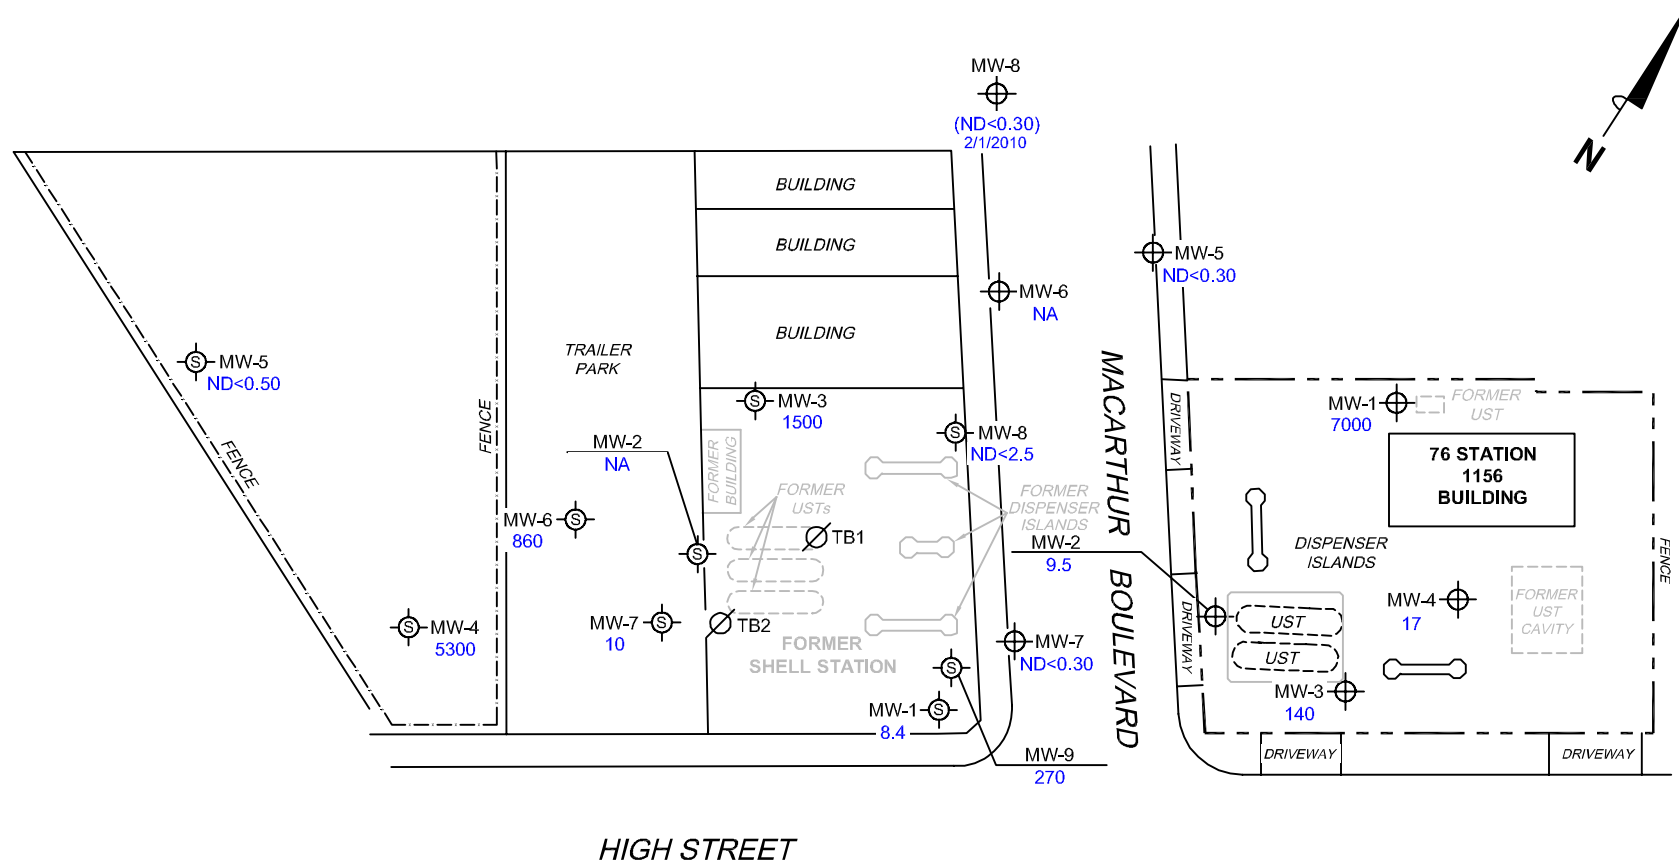 MW-8
(ND<0.30)
2/1/2010
N
BUILDING
BUILDING
BUILDING
MW-5
ND<0.30
MW-6
NA
TRAILER
PARK
MW-5
ND<0.50
FENCE
FENCE
MW-3
1500
MW-2
NA
FORMER
BUILDING
MW-8
ND<2.5
FORMER
USTs
FORMER
DISPENSER
ISLANDS
MW-6
860
TB1
MW-2
9.5
MACARTHUR BOULEVARD
DRIVEWAY
DRIVEWAY
MW-1
7000
FORMER
UST
76 STATION
1156
BUILDING
DISPENSER
ISLANDS
FENCE
MW-4
5300
MW-7
10
TB2
FORMER
SHELL STATION
MW-7
ND<0.30
UST
UST
MW-4
17
FORMER
UST
CAVITY
MW-3
140
MW-1
8.4
MW-9
270
DRIVEWAY
DRIVEWAY
HIGH STREET
S
S
S
S
S
S
S
S
S